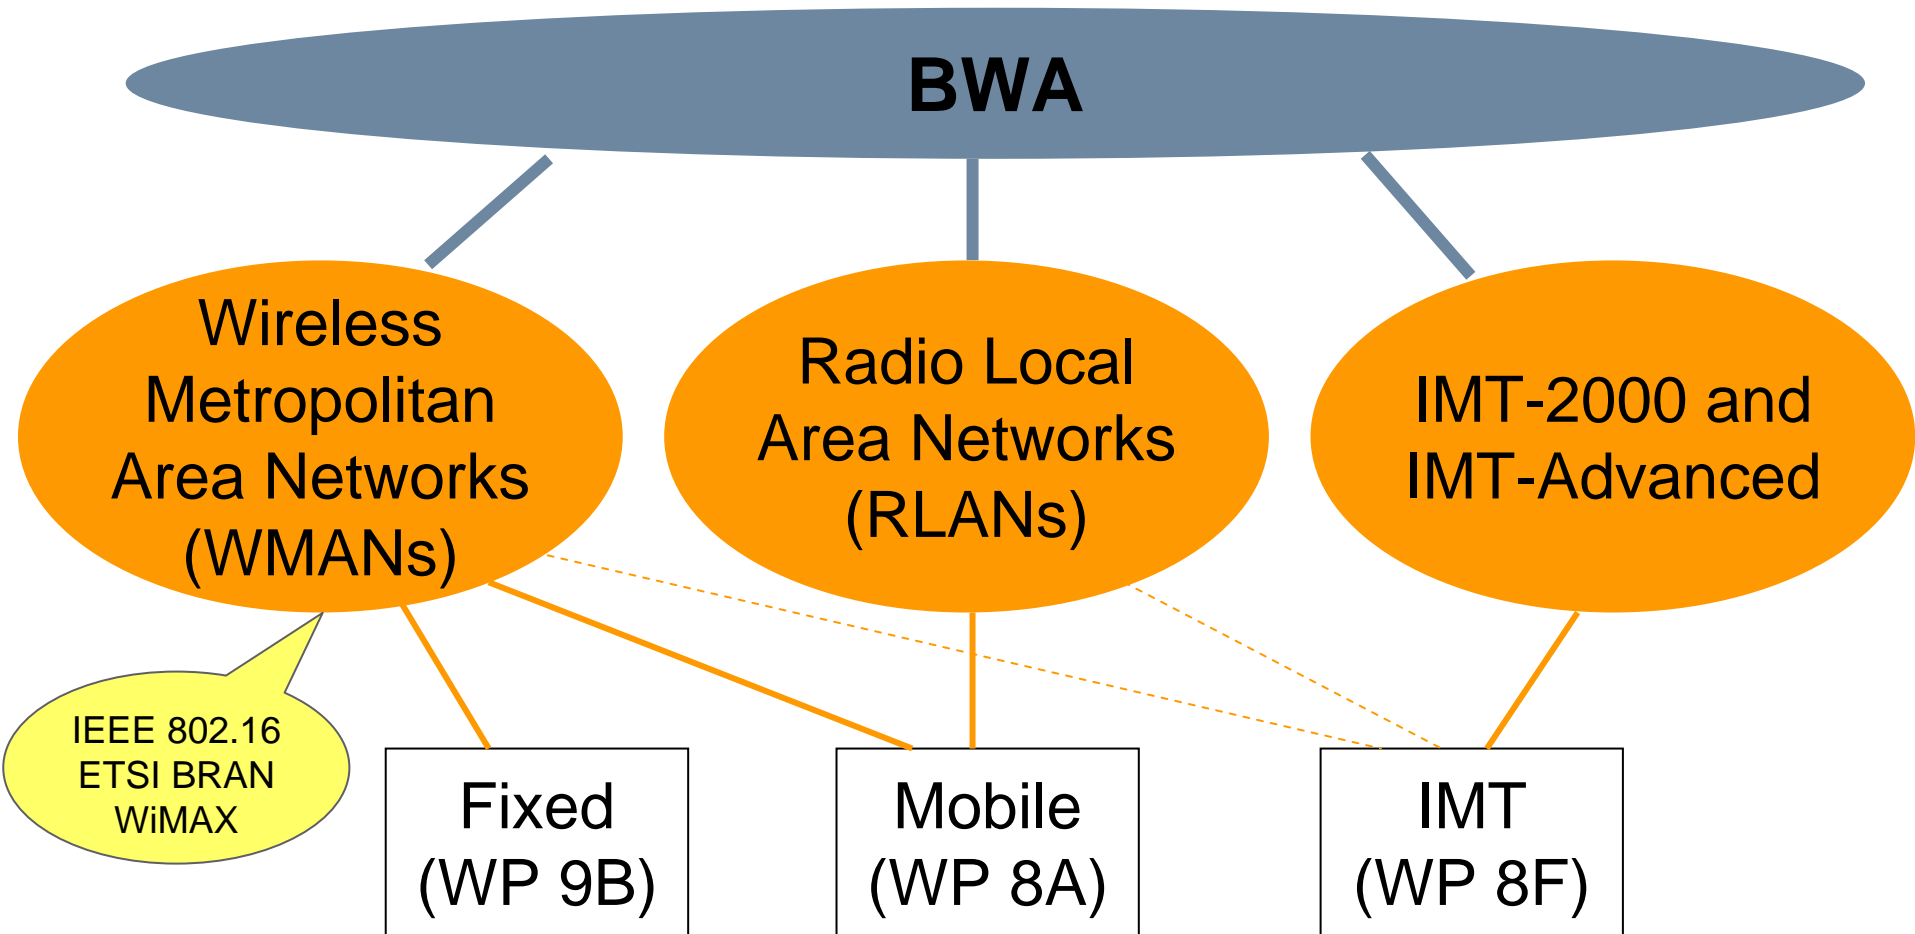 BWA
Wireless
Metropolitan
Area Networks
(WMANs)
Radio Local
Area Networks
(RLANs)
IMT-2000 and
IMT-Advanced
IEEE 802.16
ETSI BRAN
WiMAX
Fixed
(WP 9B)
Mobile
(WP 8A)
IMT
(WP 8F)